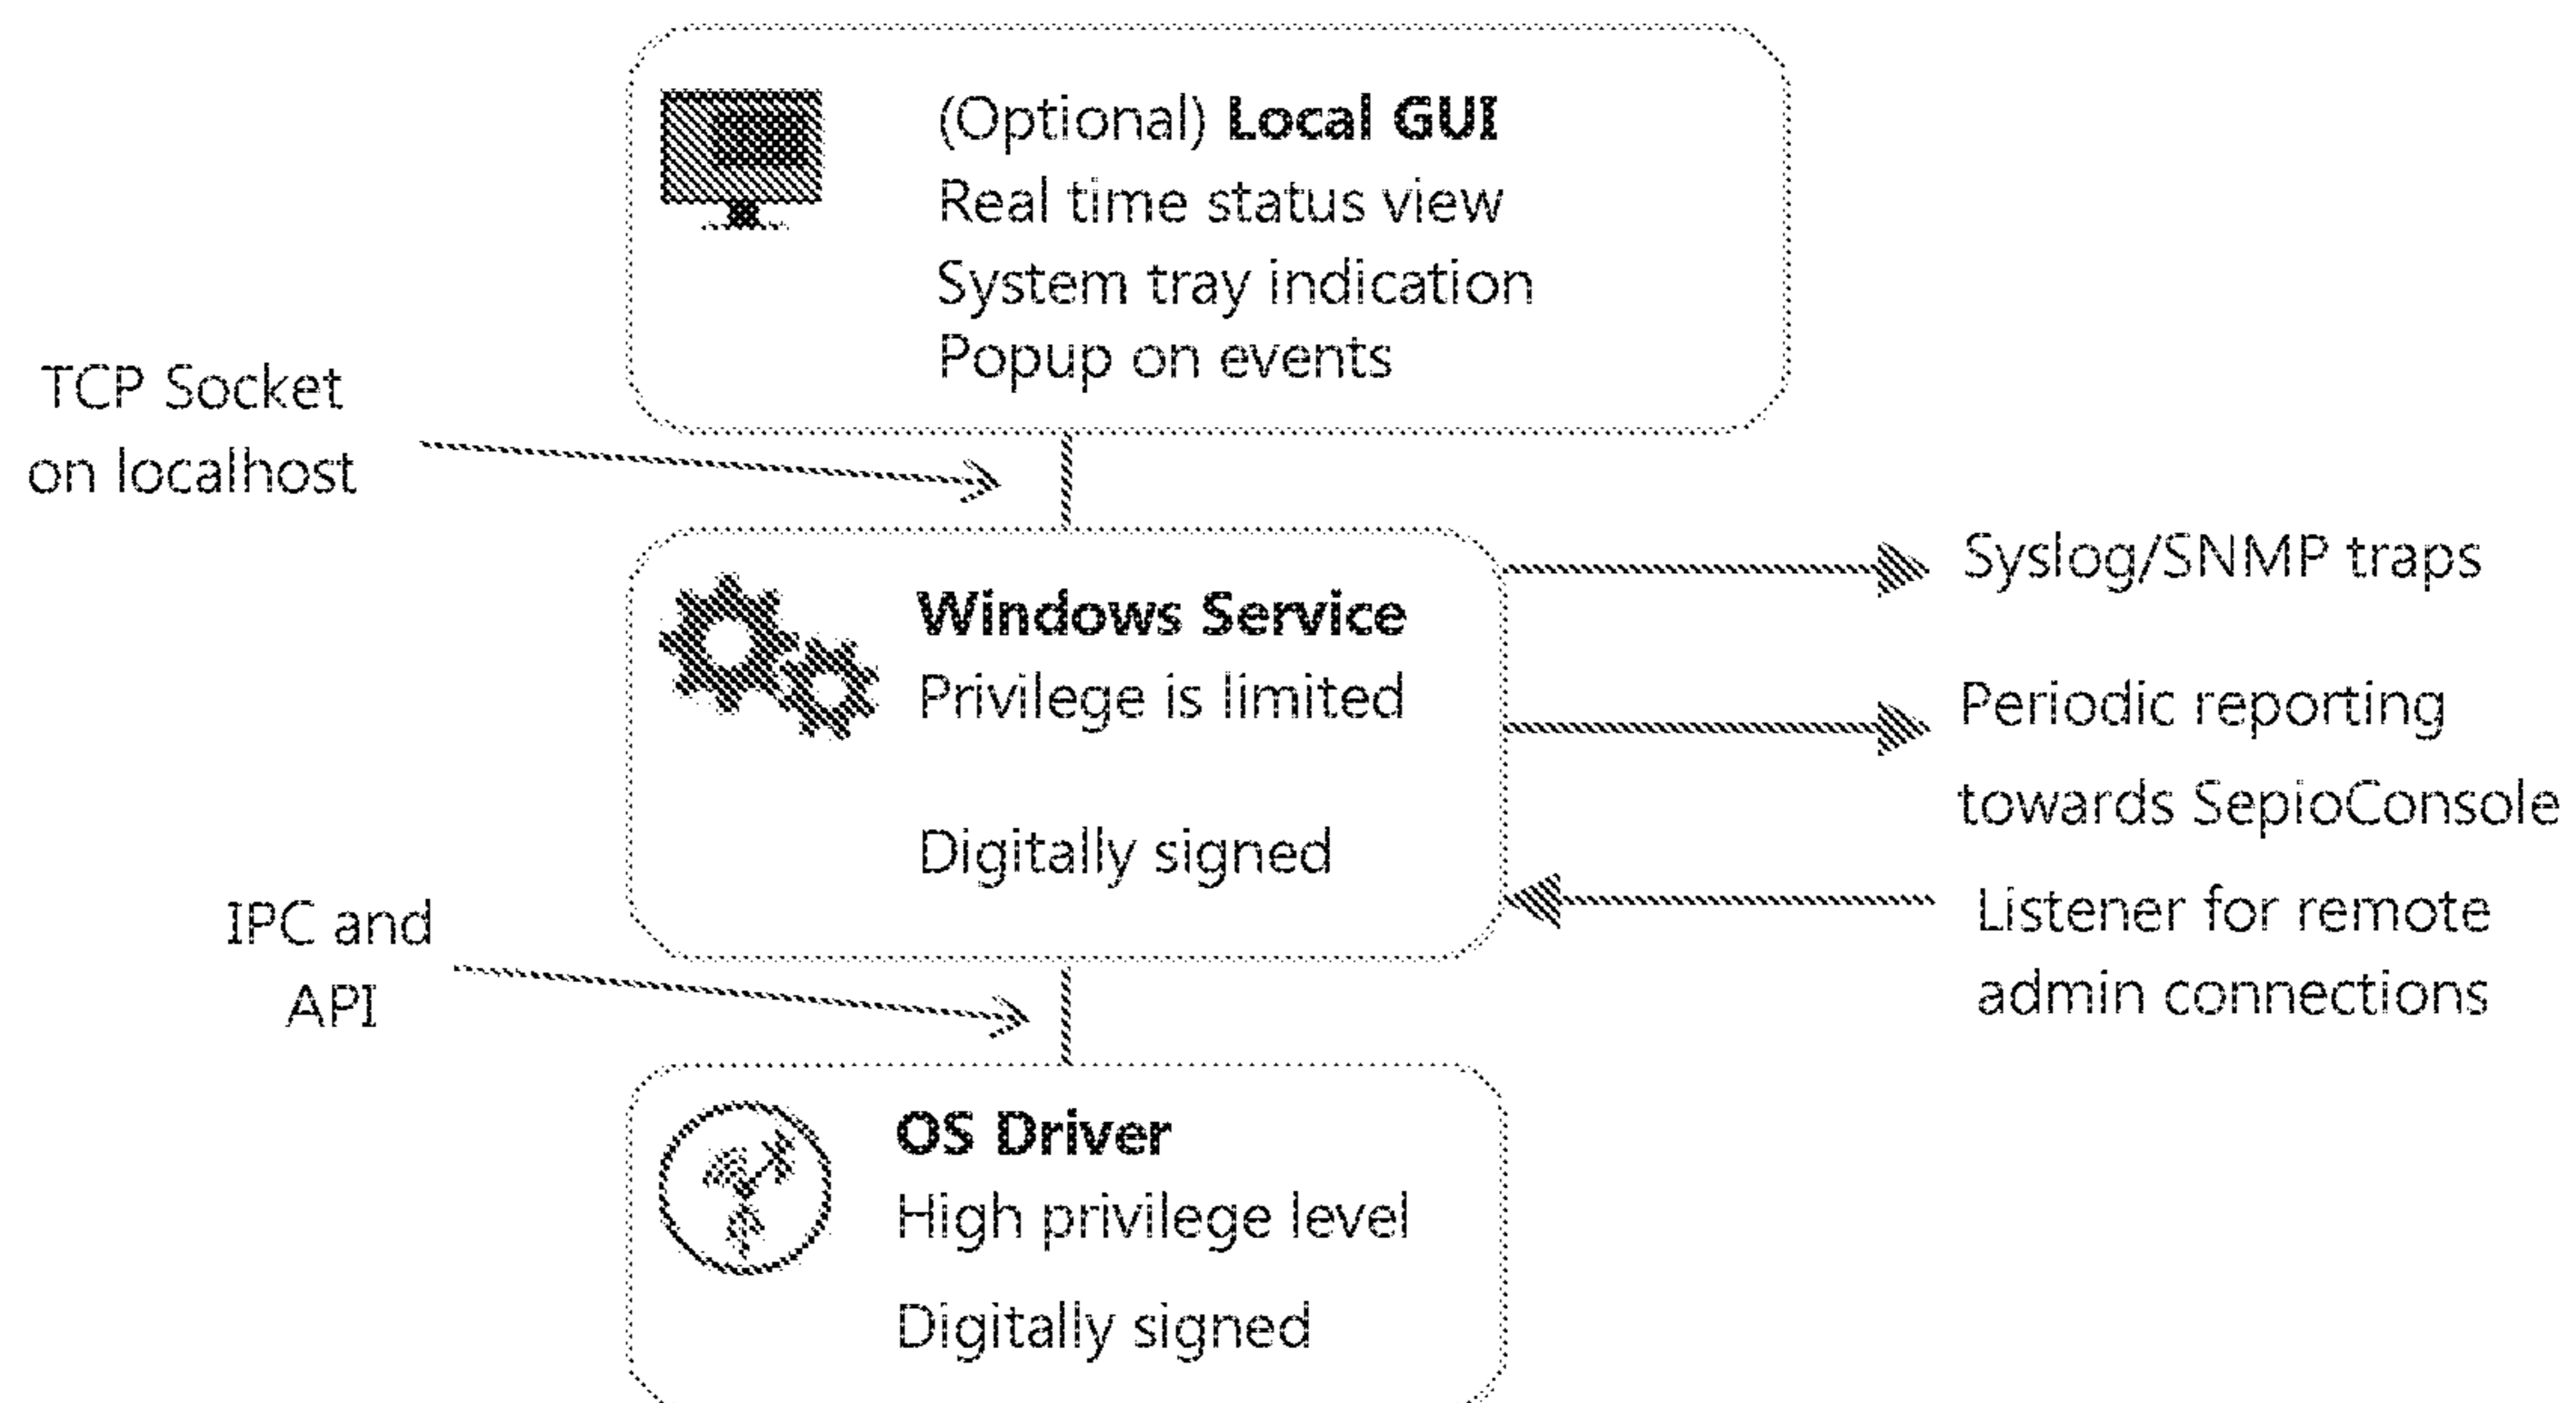 (Optional) Local GUI
Real time status view
System tray indication
Popup on events
TCP Socket
on localhost
Windows Service
Privilege is limited
Digitally signed
Syslog/SNMP traps
Periodic reporting
towards SepioConsole
Listener for remote
admin connections
IPC and
API
OS Driver
High privilege level
Digitally signed